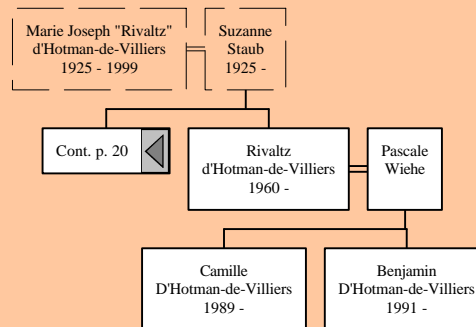 Marie Joseph "Rivaltz"
d'Hotman-de-Villiers
1925 - 1999
Suzanne
Staub
1925 -
Cont. p. 20
Rivaltz
d'Hotman-de-Villiers
1960 -
Pascale
Wiehe
Camille
D'Hotman-de-Villiers
1989 -
Benjamin
D'Hotman-de-Villiers
1991 -